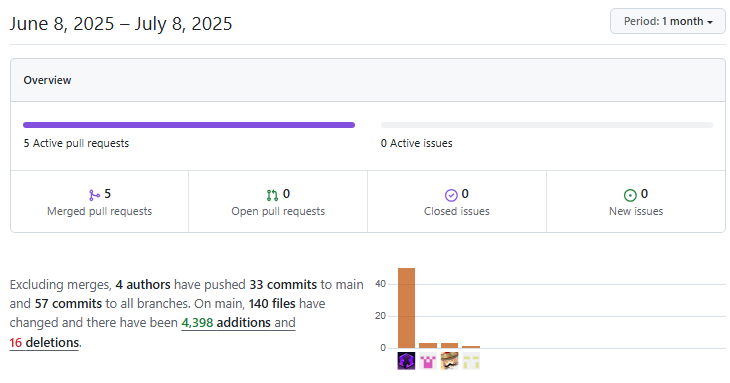 June 8, 2025 – July 8, 2025
Period: 1 month
Overview
5 Active pull requests
0 Active issues
5
Merged pull requests
0
Open pull requests
0
Closed issues
0
New issues
Excluding merges, 4 authors have pushed 33 commits to main
and 57 commits to all branches. On main, 140 files have
changed and there have been 4,398 additions and
16 deletions.
40
20
0